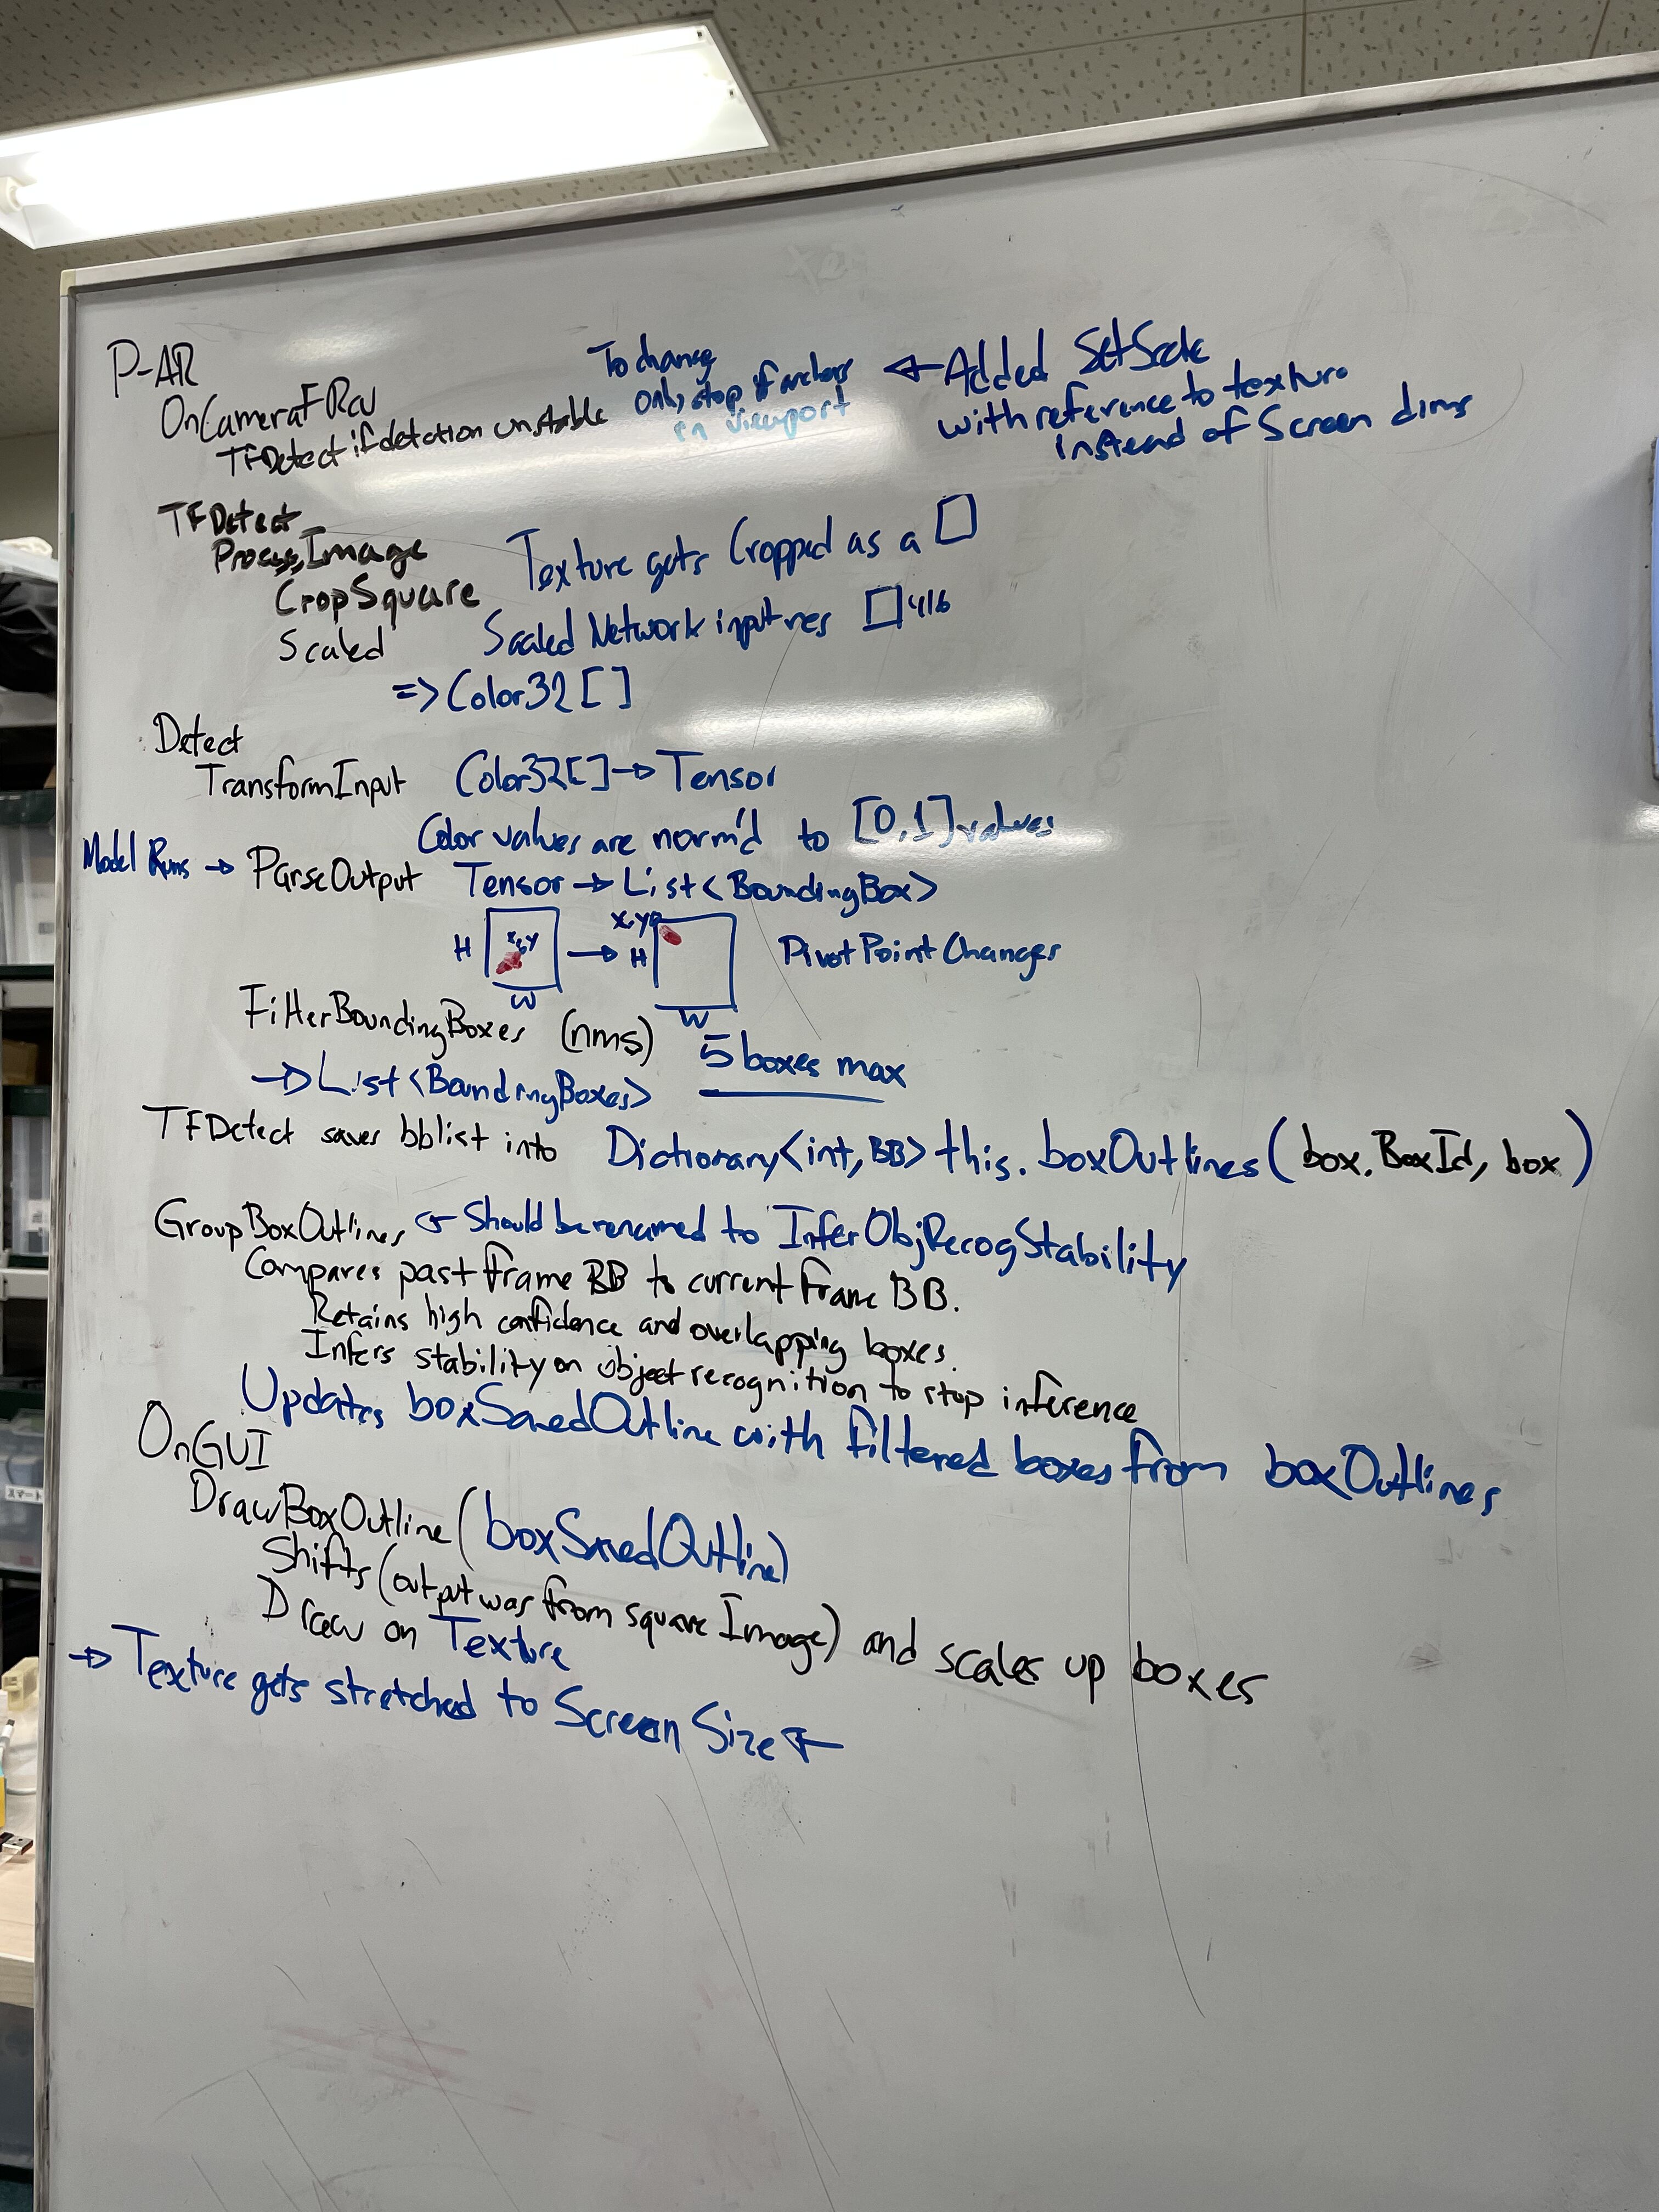 P-AR
OnCameraFRcv
TFDetect if detction unstable
To change
only stop if anchors
in viewport
← Added SetScale
with reference to texture
instead of Screen dims
TFDetect
Process Image
CropSquare Texture gets Cropped as a □
Scaled Scaled Network input res □ 416
=> Color32[]
Detect
TransformInput Color32[] → Tensor
Color values are norm'd to [0,1] values
Model Runs → ParseOutput Tensor → List<BoundingBox>
H x,y W → x,y H W Pivot Point Changes
FilterBoundingBoxes (nms) 5 boxes max
→ List<BoundingBoxes>
TFDetect saves bblist into Dictionary<int, BB> this.boxOutlines(box.BoxId, box)
GroupBoxOutlines ← Should be renamed to InferObjRecogStability
Compares past frame BB to current frame BB.
Retains high confidence and overlapping boxes.
Infers stability on object recognition to stop inference
Updates boxSavedOutline with filtered boxes from boxOutlines
OnGUI
DrawBoxOutline(boxSavedOutline)
Shifts (output was from square Image) and scales up boxes
Draw on Texture
→ Texture gets stretched to Screen Size ←
スマート